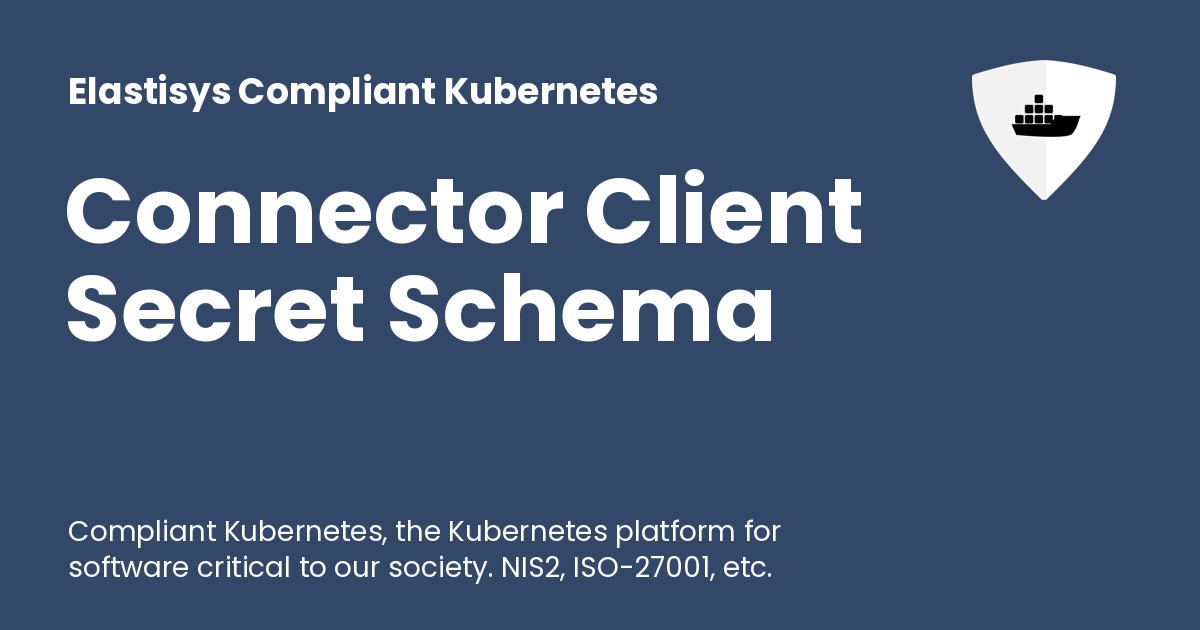 Elastisys Compliant Kubernetes
Connector Client
Secret Schema
Compliant Kubernetes, the Kubernetes platform for
software critical to our society. NIS2, ISO-27001, etc.